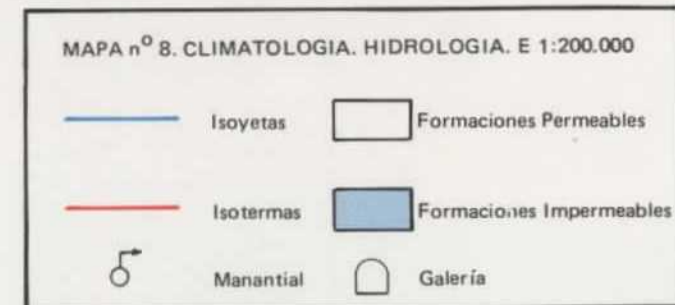 MAPA nº 8. CLIMATOLOGIA. HIDROLOGIA. E 1:200.000
Isoyetas Formaciones Permeables
Isotermas Formaciones Impermeables
Manantial Galería